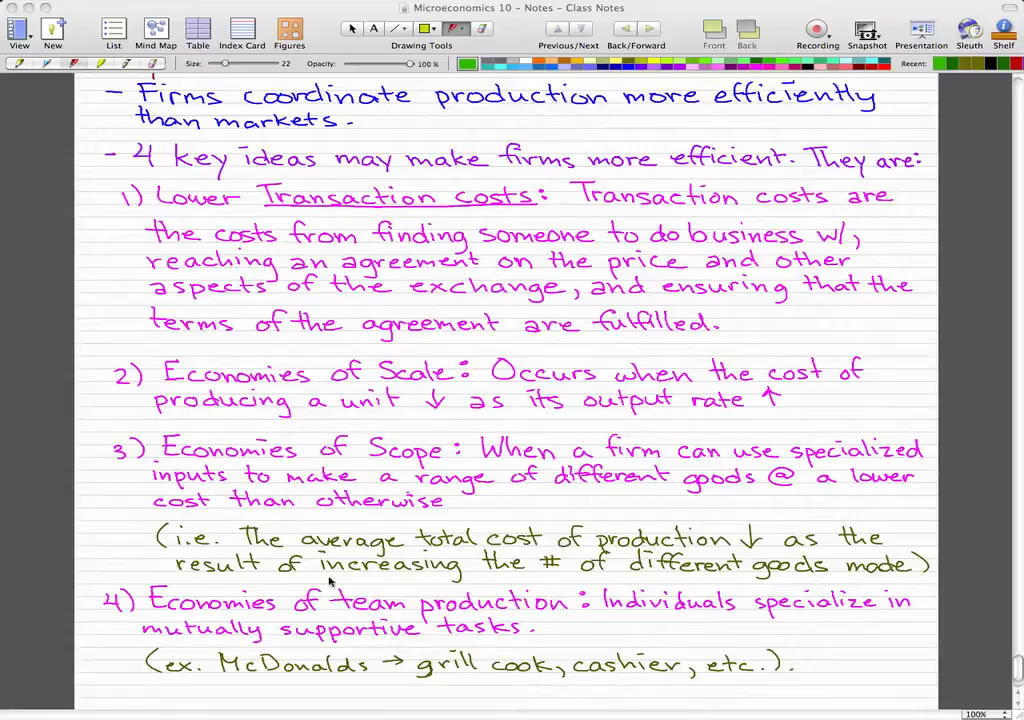 Microeconomics 10 - Notes - Class Notes
View New List Mind Map Table Index Card Figures Drawing Tools Previous/Next Back/Forward Front Back Recording Snapshot Presentation Sleuth Shelf
Size: 22 Opacity: 100 % Recent:
- Firms coordinate production more efficiently
than markets.
- 4 key ideas may make firms more efficient. They are:
1) Lower Transaction costs: Transaction costs are
the costs from finding someone to do business w/,
reaching an agreement on the price and other
aspects of the exchange, and ensuring that the
terms of the agreement are fulfilled.
2) Economies of Scale: Occurs when the cost of
producing a unit ↓ as its output rate ↑
3) Economies of Scope: When a firm can use specialized
inputs to make a range of different goods @ a lower
cost than otherwise
(i.e. The average total cost of production ↓ as the
result of increasing the # of different goods made)
4) Economies of team production: Individuals specialize in
mutually supportive tasks.
(ex. McDonalds → grill cook, cashier, etc.).
100%